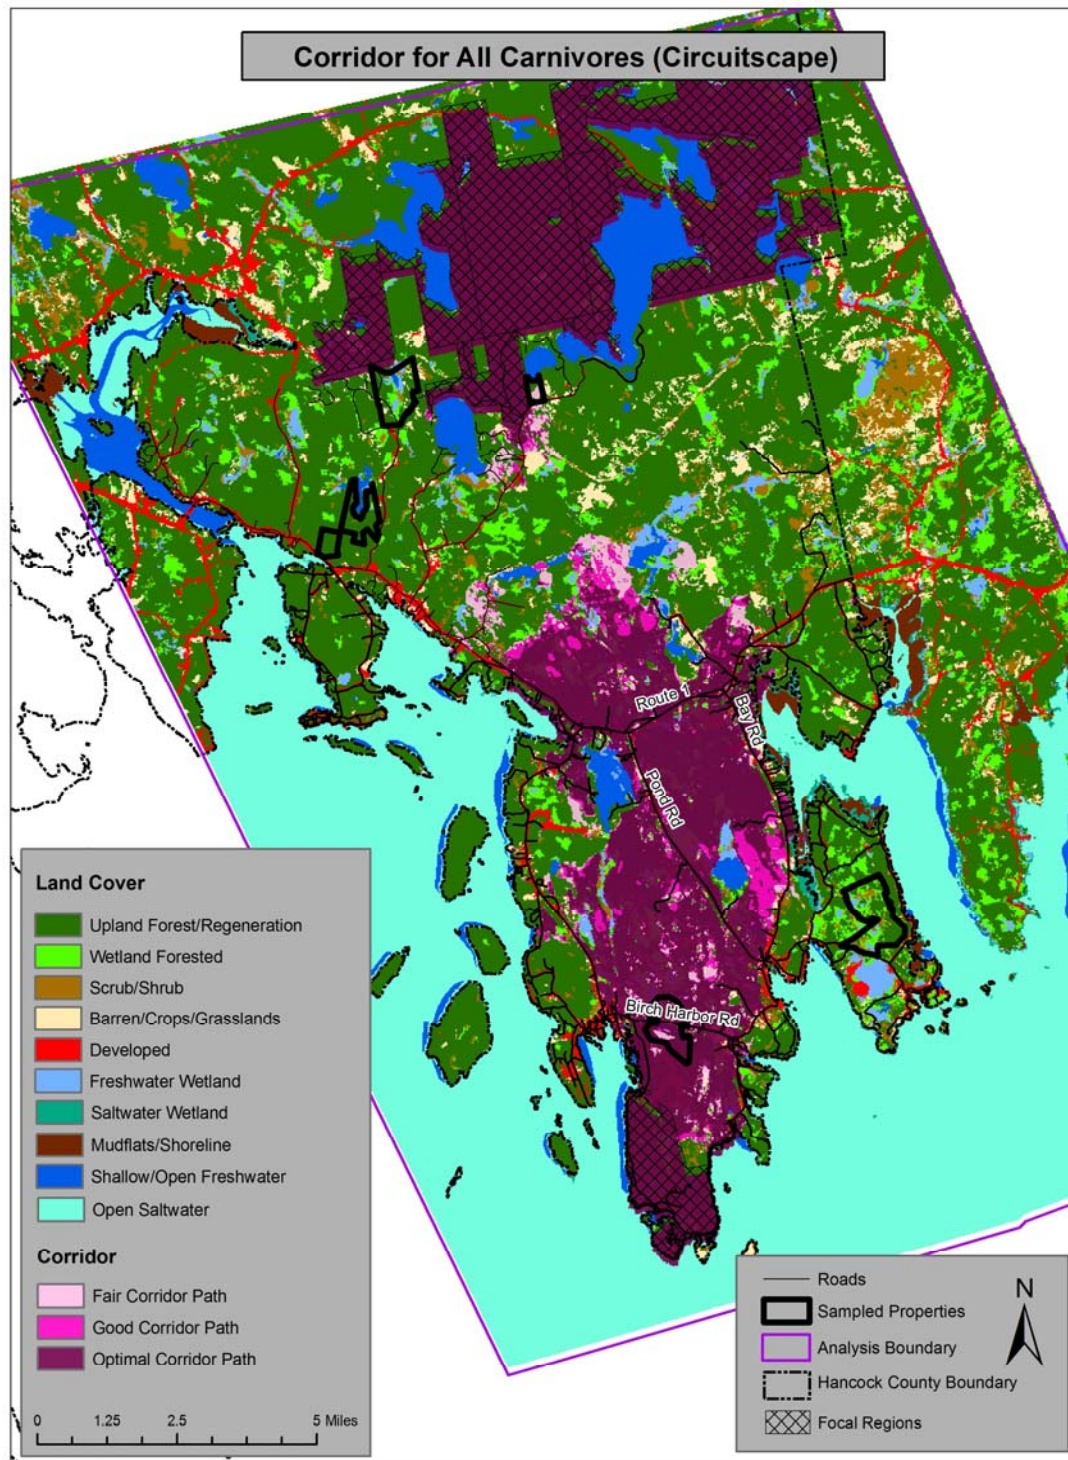 Corridor for All Carnivores (Circuitscape)
Route 1
Bay Rd
Pond Rd
Birch Harbor Rd
Land Cover
Upland Forest/Regeneration
Wetland Forested
Scrub/Shrub
Barren/Crops/Grasslands
Developed
Freshwater Wetland
Saltwater Wetland
Mudflats/Shoreline
Shallow/Open Freshwater
Open Saltwater
Corridor
Fair Corridor Path
Good Corridor Path
Optimal Corridor Path
0 1.25 2.5 5 Miles
Roads
Sampled Properties
Analysis Boundary
Hancock County Boundary
Focal Regions
N